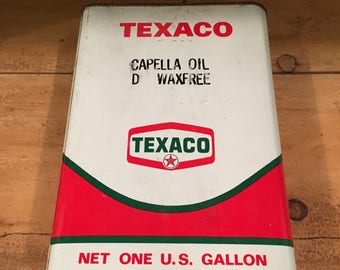 TEXACO
CAPELLA OIL
D WAXFREE
TEXACO
NET ONE U.S. GALLON